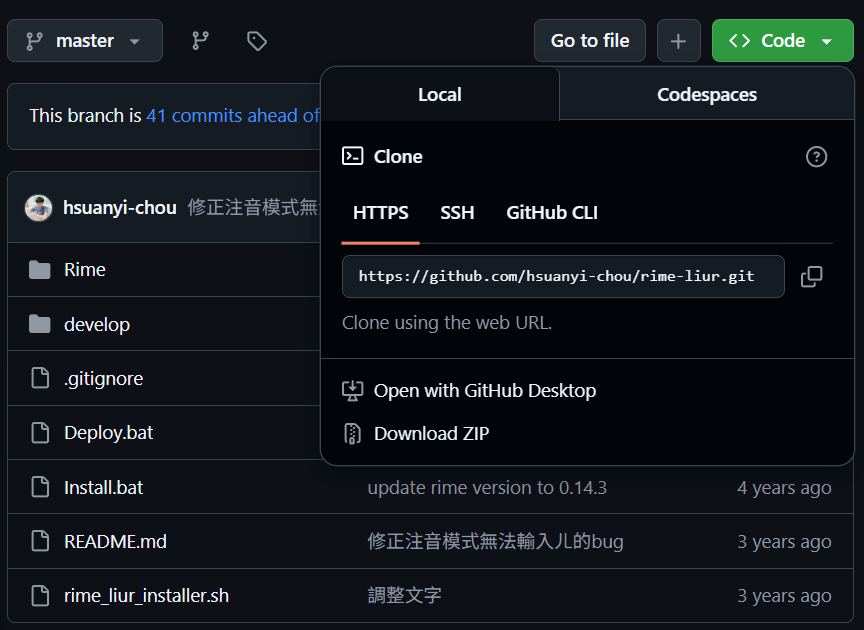 master
Go to file
Code
This branch is 41 commits ahead of
Local
Codespaces
Clone
HTTPS
SSH
GitHub CLI
https://github.com/hsuanyi-chou/rime-liur.git
Clone using the web URL.
Open with GitHub Desktop
Download ZIP
hsuanyi-chou 修正注音模式無
Rime
develop
.gitignore
Deploy.bat
Install.bat update rime version to 0.14.3 4 years ago
README.md 修正注音模式無法輸入ㄦ的bug 3 years ago
rime_liur_installer.sh 調整文字 3 years ago